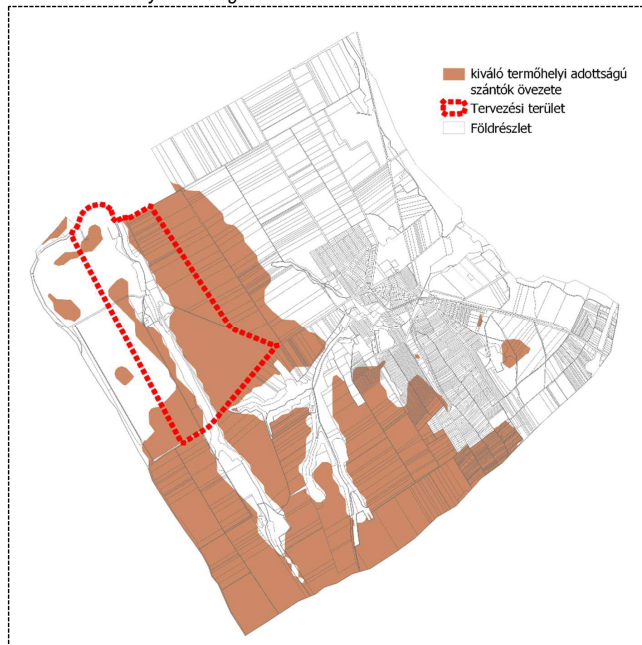 kiváló termőhelyi adottságú
szántók övezete
Tervezési terület
Földrészlet